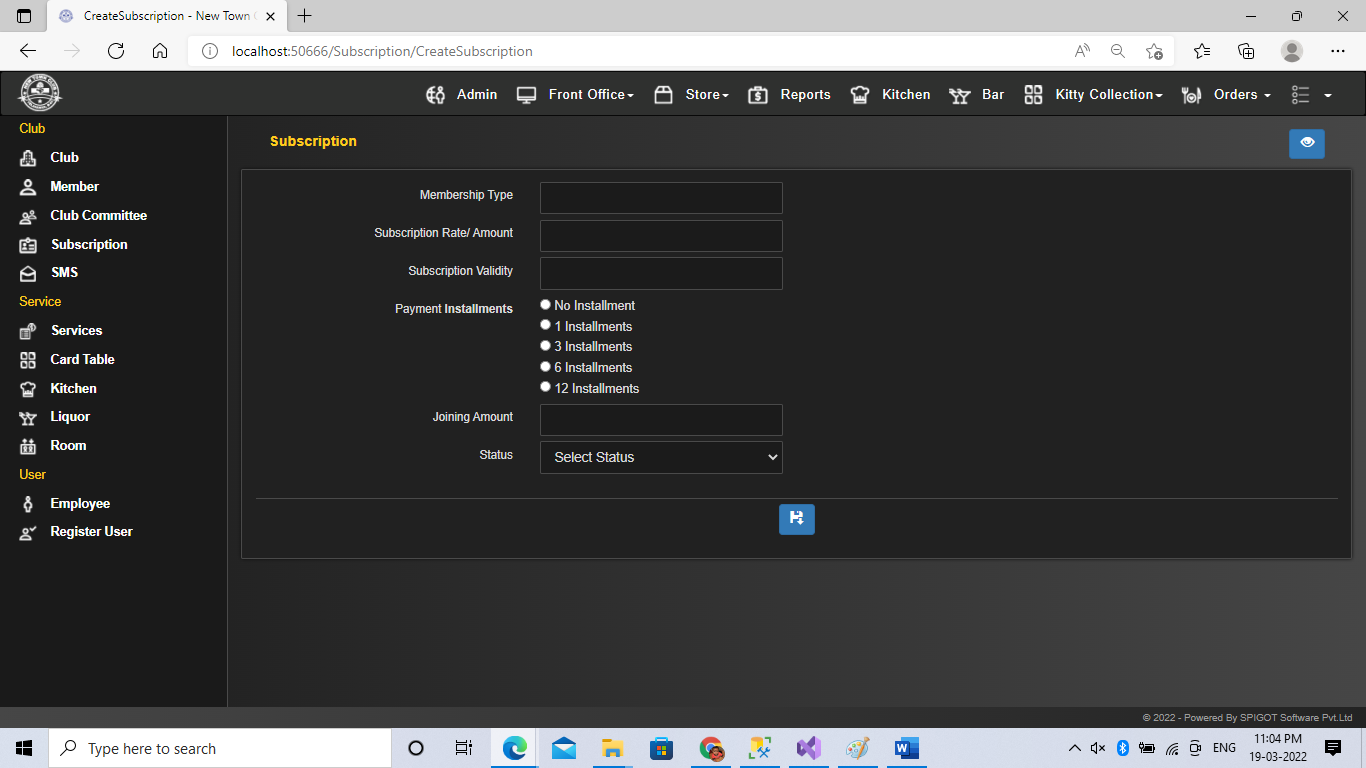 CreateSubscription - New Town
localhost:50666/Subscription/CreateSubscription
Admin Front Office Store Reports Kitchen Bar Kitty Collection Orders
Club
Club
Member
Club Committee
Subscription
SMS
Service
Services
Card Table
Kitchen
Liquor
Room
User
Employee
Register User
Subscription
Membership Type
Subscription Rate/ Amount
Subscription Validity
Payment Installments
No Installment
1 Installments
3 Installments
6 Installments
12 Installments
Joining Amount
Status Select Status
© 2022 - Powered By SPIGOT Software Pvt.Ltd
Type here to search
ENG
11:04 PM
19-03-2022